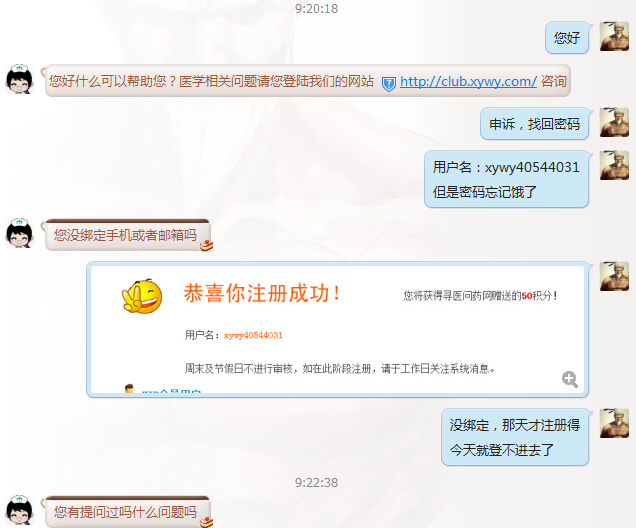 9:20:18
您好
您好什么可以帮助您？医学相关问题请您登陆我们的网站 http://club.xywy.com/ 咨询
申诉，找回密码
用户名：xywy40544031
但是密码忘记饿了
您没绑定手机或者邮箱吗
恭喜你注册成功！ 您将获得寻医问药网赠送的50积分！
用户名：xywy40544031
周末及节假日不进行审核，如在此阶段注册，请于工作日关注系统消息。
没绑定，那天才注册得
今天就登不进去了
9:22:38
您有提问过吗什么问题吗